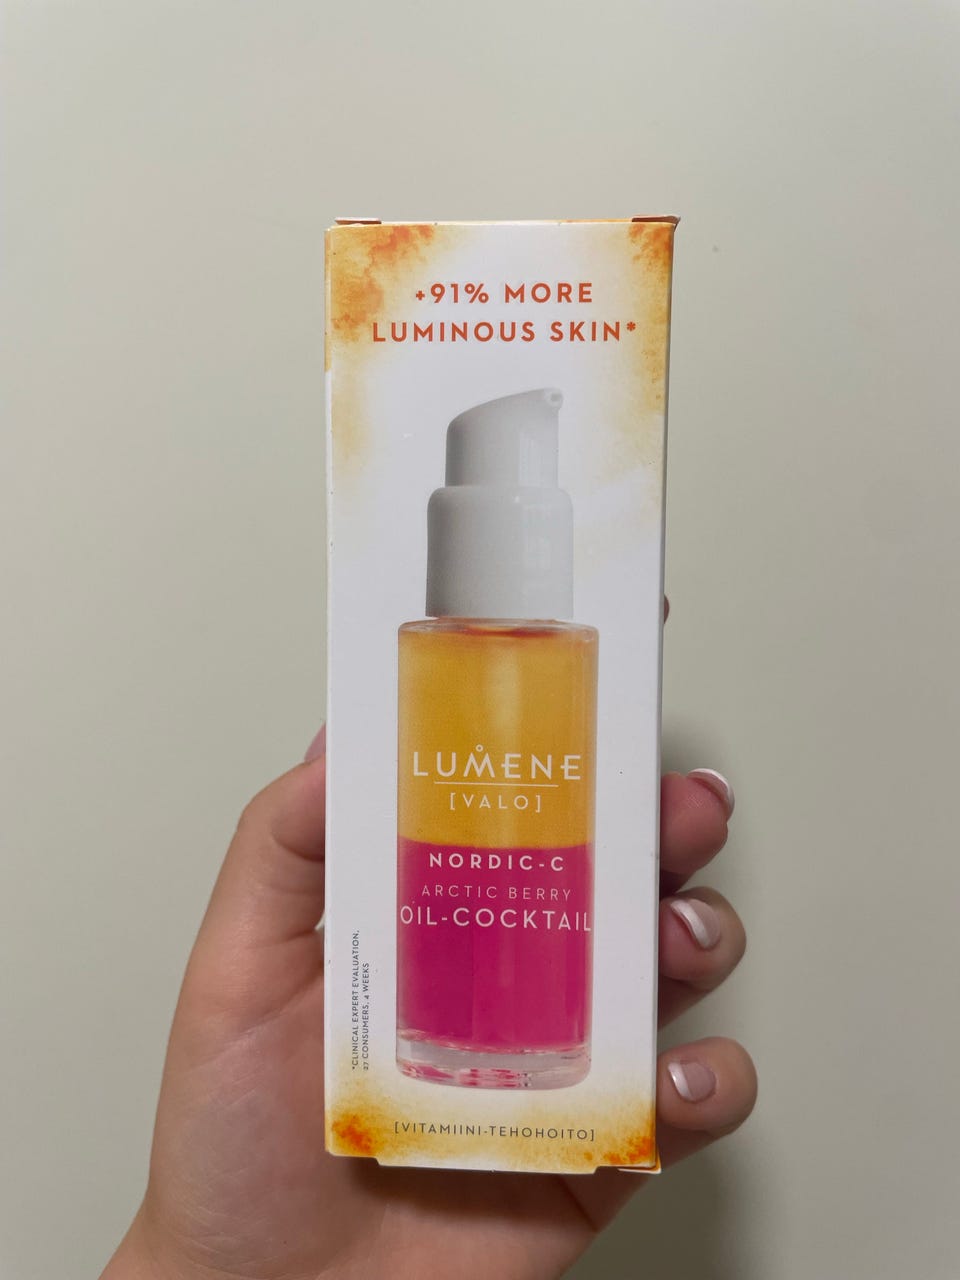 +91% MORE
LUMINOUS SKIN*
LUMENE
[VALO]
NORDIC-C
ARCTIC BERRY
OIL-COCKTAIL
*CLINICAL EXPERT EVALUATION,
27 CONSUMERS, 4 WEEKS
[VITAMIINI-TEHOHOITO]